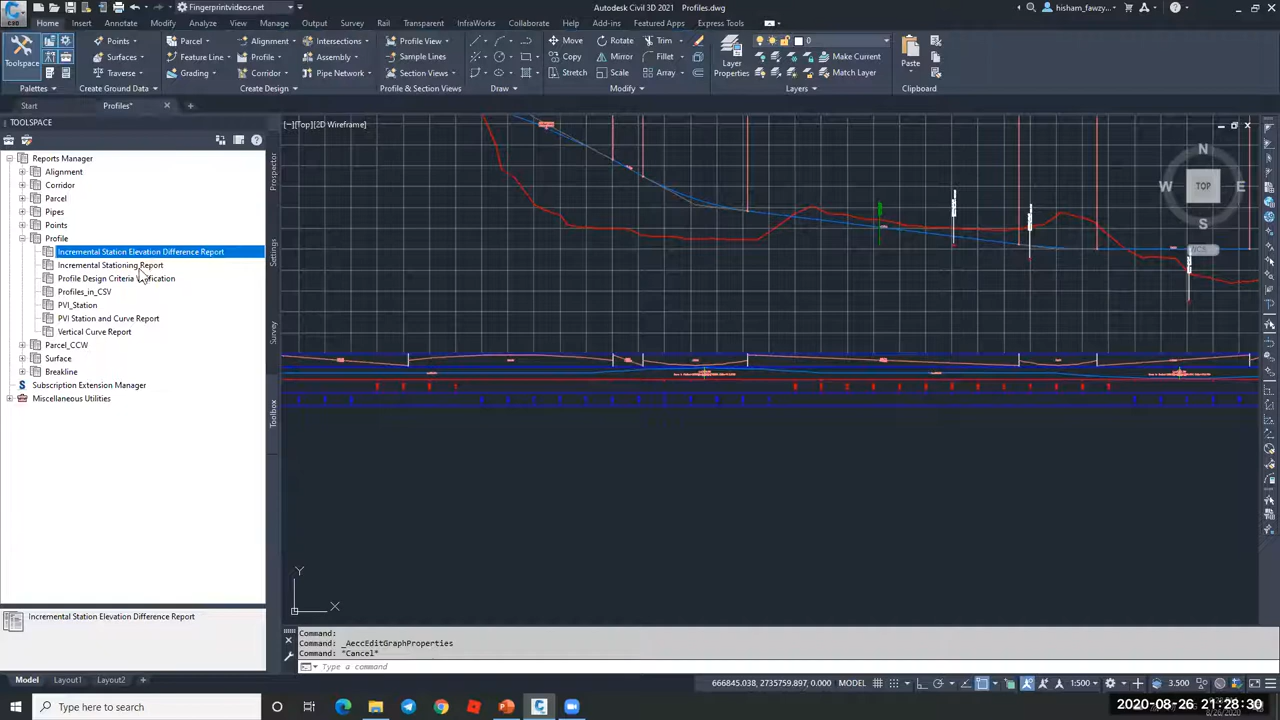 Fingerprintvideos.net
Autodesk Civil 3D 2021 Profiles.dwg
hisham_fawzy...
C3D
Home Insert Annotate Modify Analyze View Manage Output Survey Rail Transparent InfraWorks Collaborate Help Add-ins Featured Apps Express Tools
Toolspace
Points Parcel Alignment Intersections Profile View Move Rotate Trim 0
Surfaces Feature Line Profile Assembly Sample Lines Copy Mirror Fillet Make Current
Traverse Grading Corridor Pipe Network Section Views Stretch Scale Array Match Layer
Layer Properties
Paste
Palettes Create Ground Data Create Design Profile & Section Views Draw Modify Layers Clipboard
Start Profiles*
TOOLSPACE
[−][Top][2D Wireframe]
Reports Manager
Alignment
Corridor
Parcel
Pipes
Points
Profile
Incremental Station Elevation Difference Report
Incremental Stationing Report
Profile Design Criteria Verification
Profiles_in_CSV
PVI_Station
PVI Station and Curve Report
Vertical Curve Report
Parcel_CCW
Surface
Breakline
Subscription Extension Manager
Miscellaneous Utilities
Prospector
Settings
Survey
Toolbox
N
W TOP E
S
WCS
Y
X
Incremental Station Elevation Difference Report
Command:
Command: _AeccEditGraphProperties
Command: *Cancel*
Type a command
Model Layout1 Layout2
666845.038, 2735759.897, 0.000 MODEL 1:500 3.500
Type here to search
2020-08-26 21:28:30